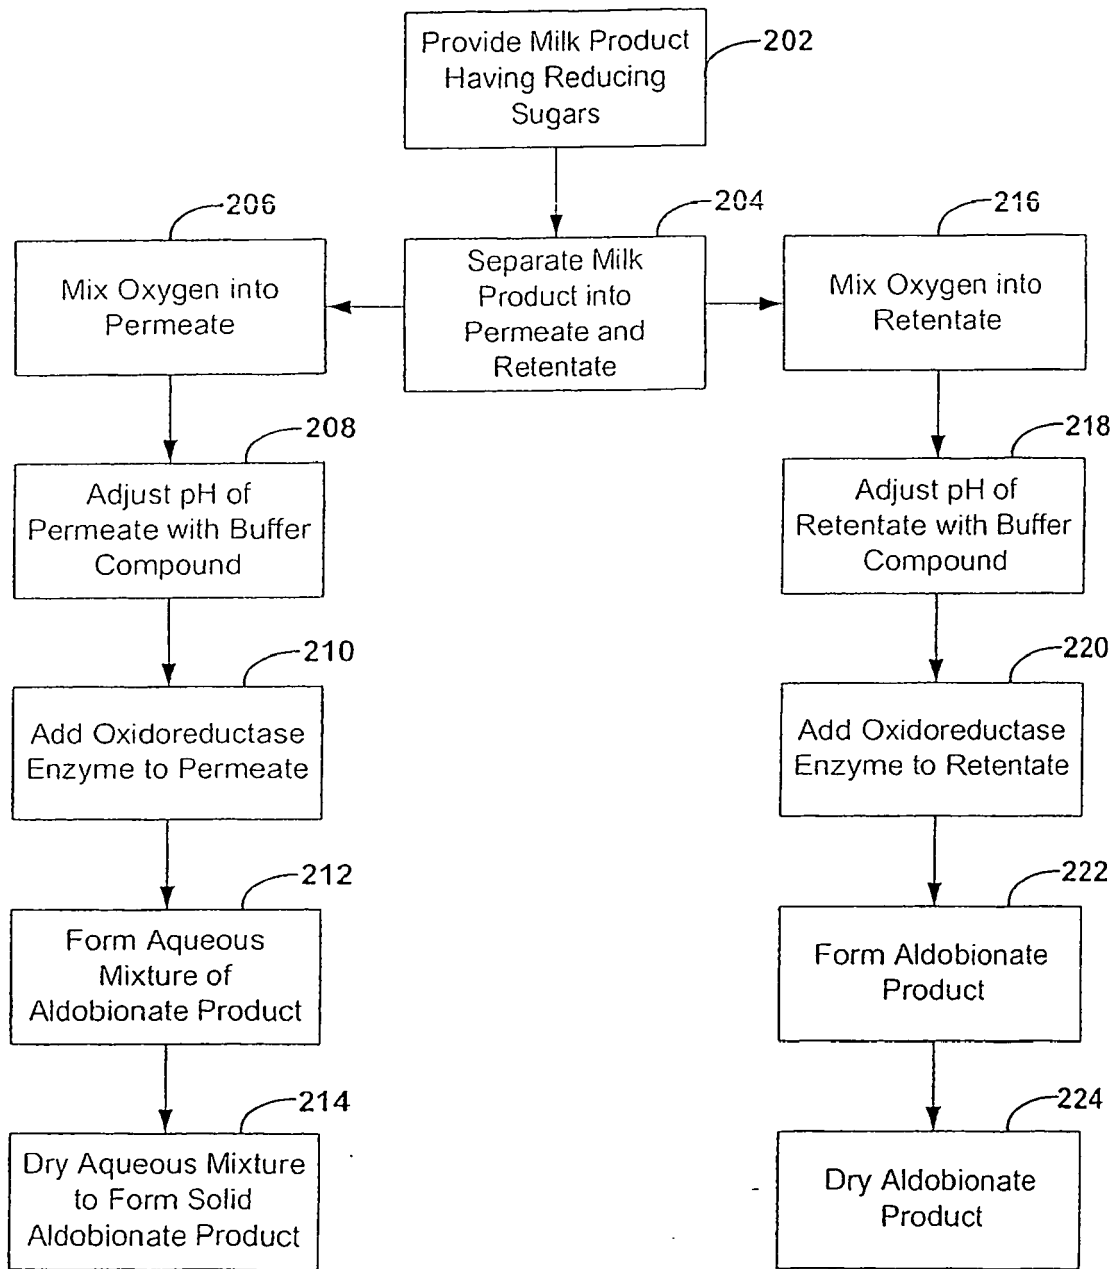 Provide Milk Product
Having Reducing
Sugars
202
206
Mix Oxygen into
Permeate
204
Separate Milk
Product into
Permeate and
Retentate
216
Mix Oxygen into
Retentate
208
Adjust pH of
Permeate with Buffer
Compound
218
Adjust pH of
Retentate with Buffer
Compound
210
Add Oxidoreductase
Enzyme to Permeate
220
Add Oxidoreductase
Enzyme to Retentate
212
Form Aqueous
Mixture of
Aldobionate Product
222
Form Aldobionate
Product
214
Dry Aqueous Mixture
to Form Solid
Aldobionate Product
224
Dry Aldobionate
Product